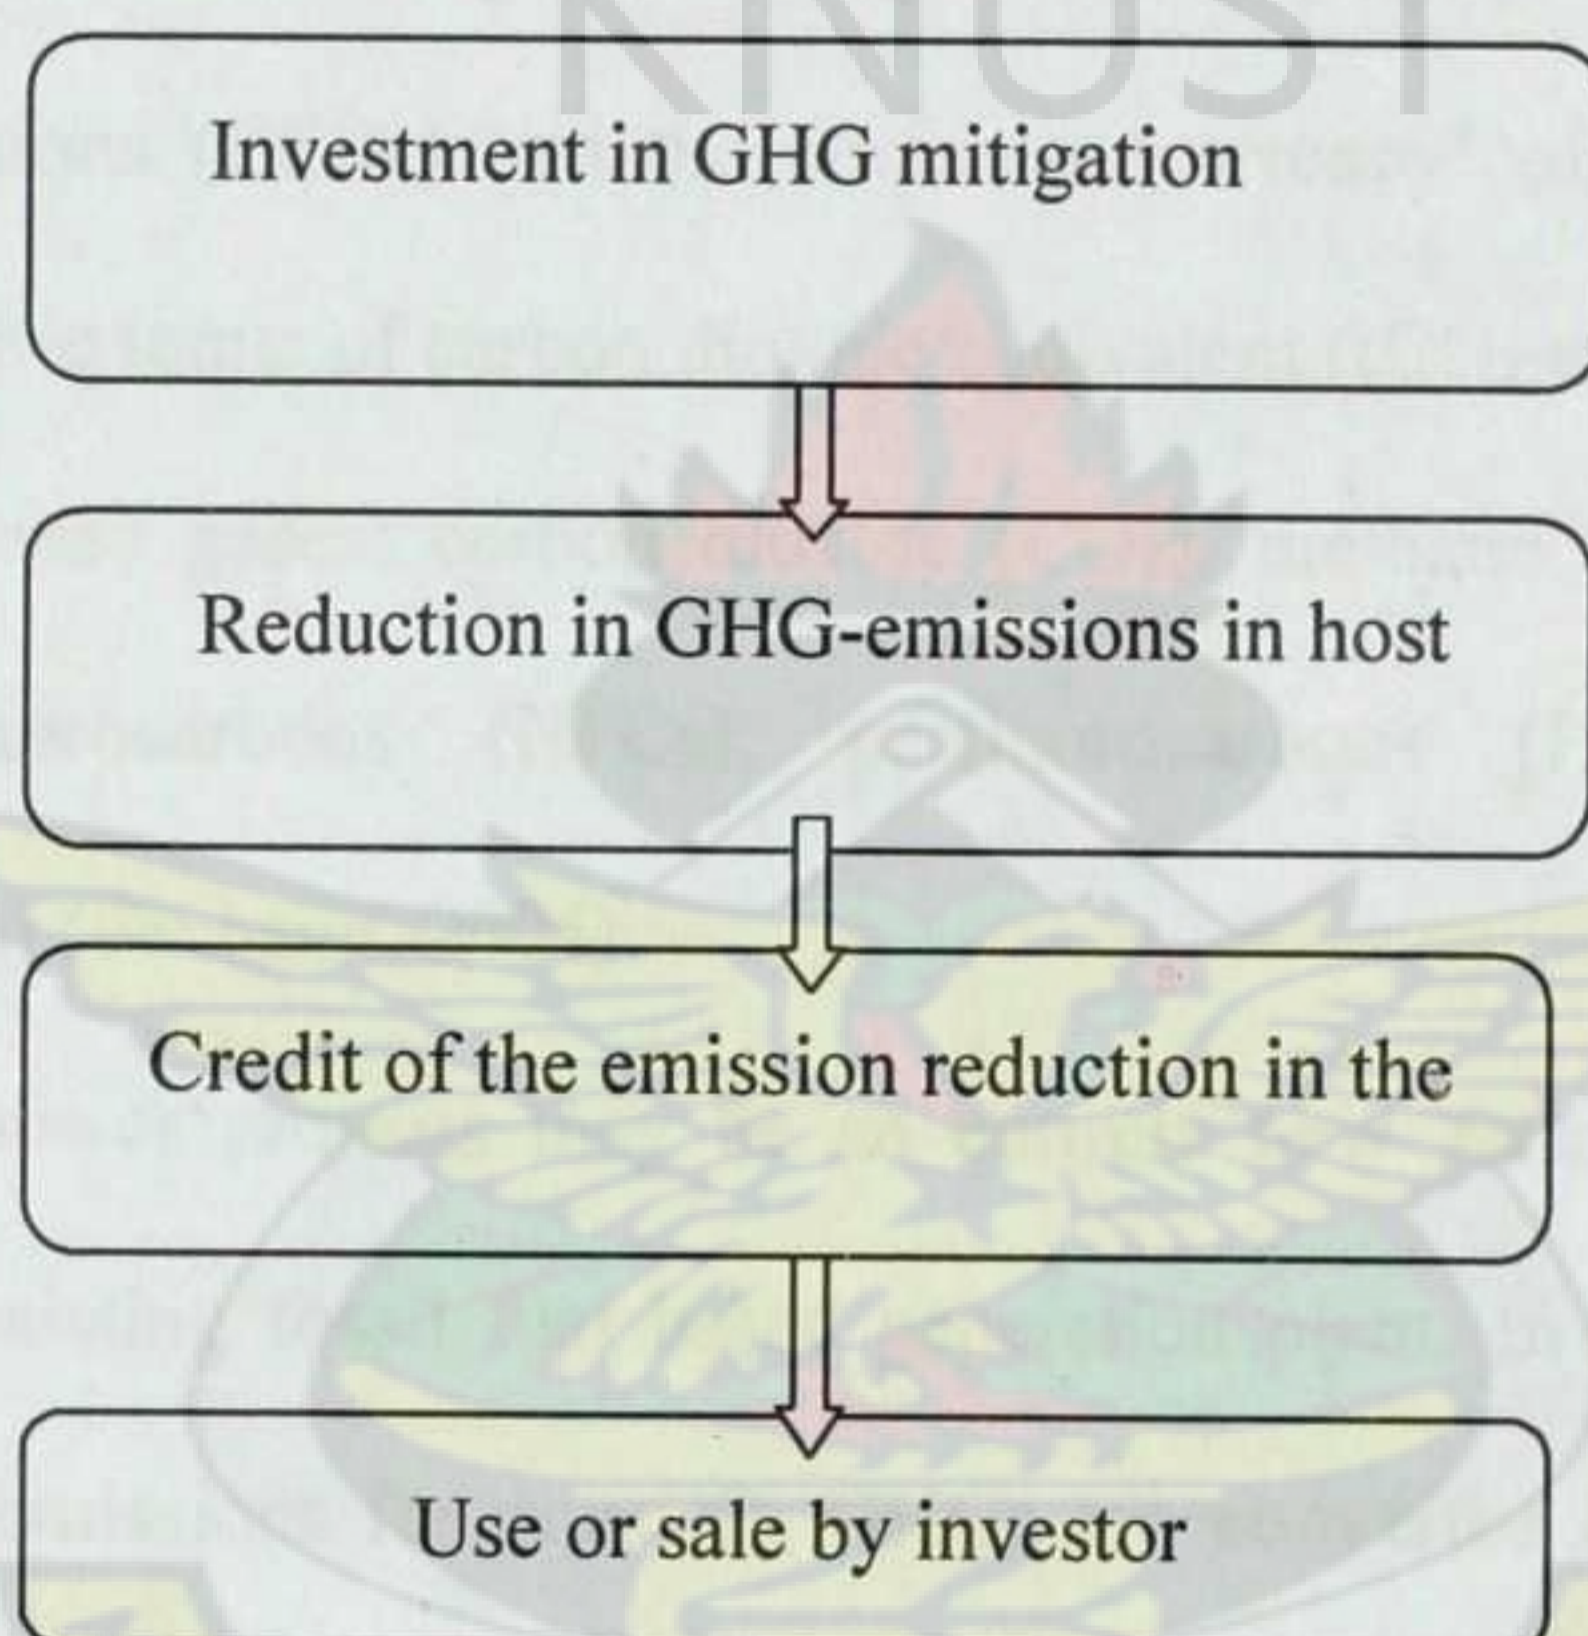 KNUST
Investment in GHG mitigation
Reduction in GHG-emissions in host
Credit of the emission reduction in the
Use or sale by investor